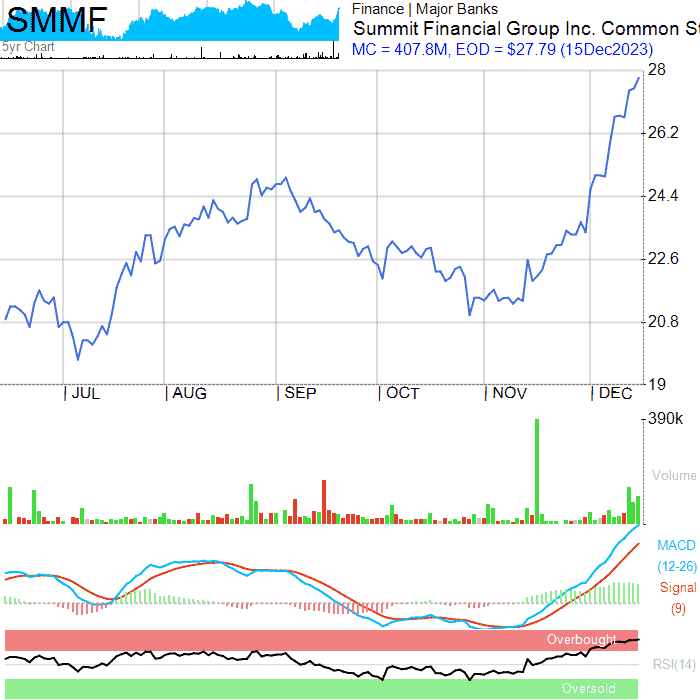 SMMF
5yr Chart
Finance | Major Banks
Summit Financial Group Inc. Common St
MC = 407.8M, EOD = $27.79 (15Dec2023)
28
26.2
24.4
22.6
20.8
19
JUL AUG SEP OCT NOV DEC
390k
Volume
MACD
(12-26)
Signal
(9)
Overbought
RSI(14)
Oversold